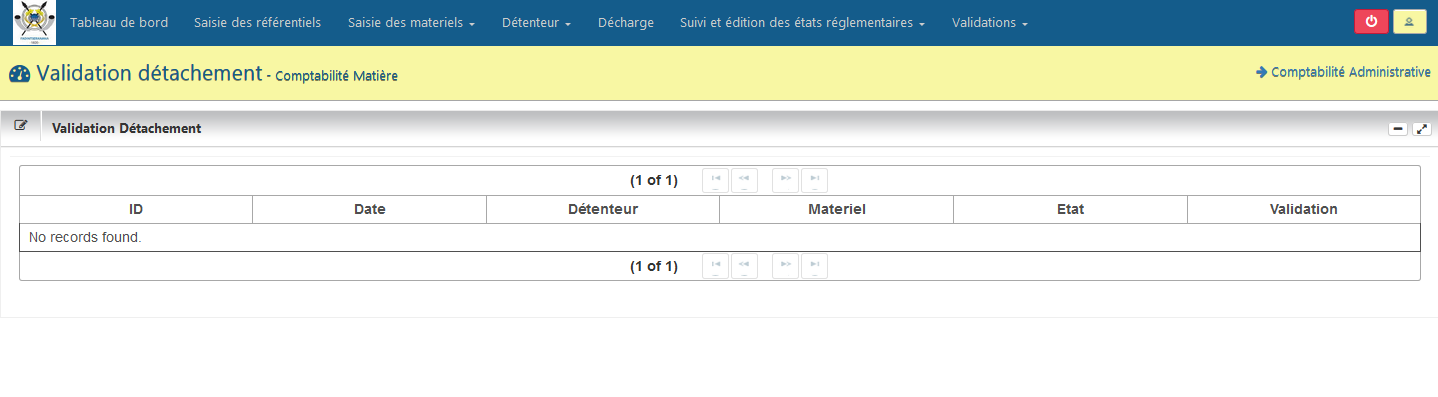 Tableau de bord Saisie des référentiels Saisie des materiels Détenteur Décharge Suivi et édition des états réglementaires Validations
Validation détachement - Comptabilité Matière
Comptabilité Administrative
Validation Détachement
(1 of 1)
ID Date Détenteur Materiel Etat Validation
No records found.
(1 of 1)